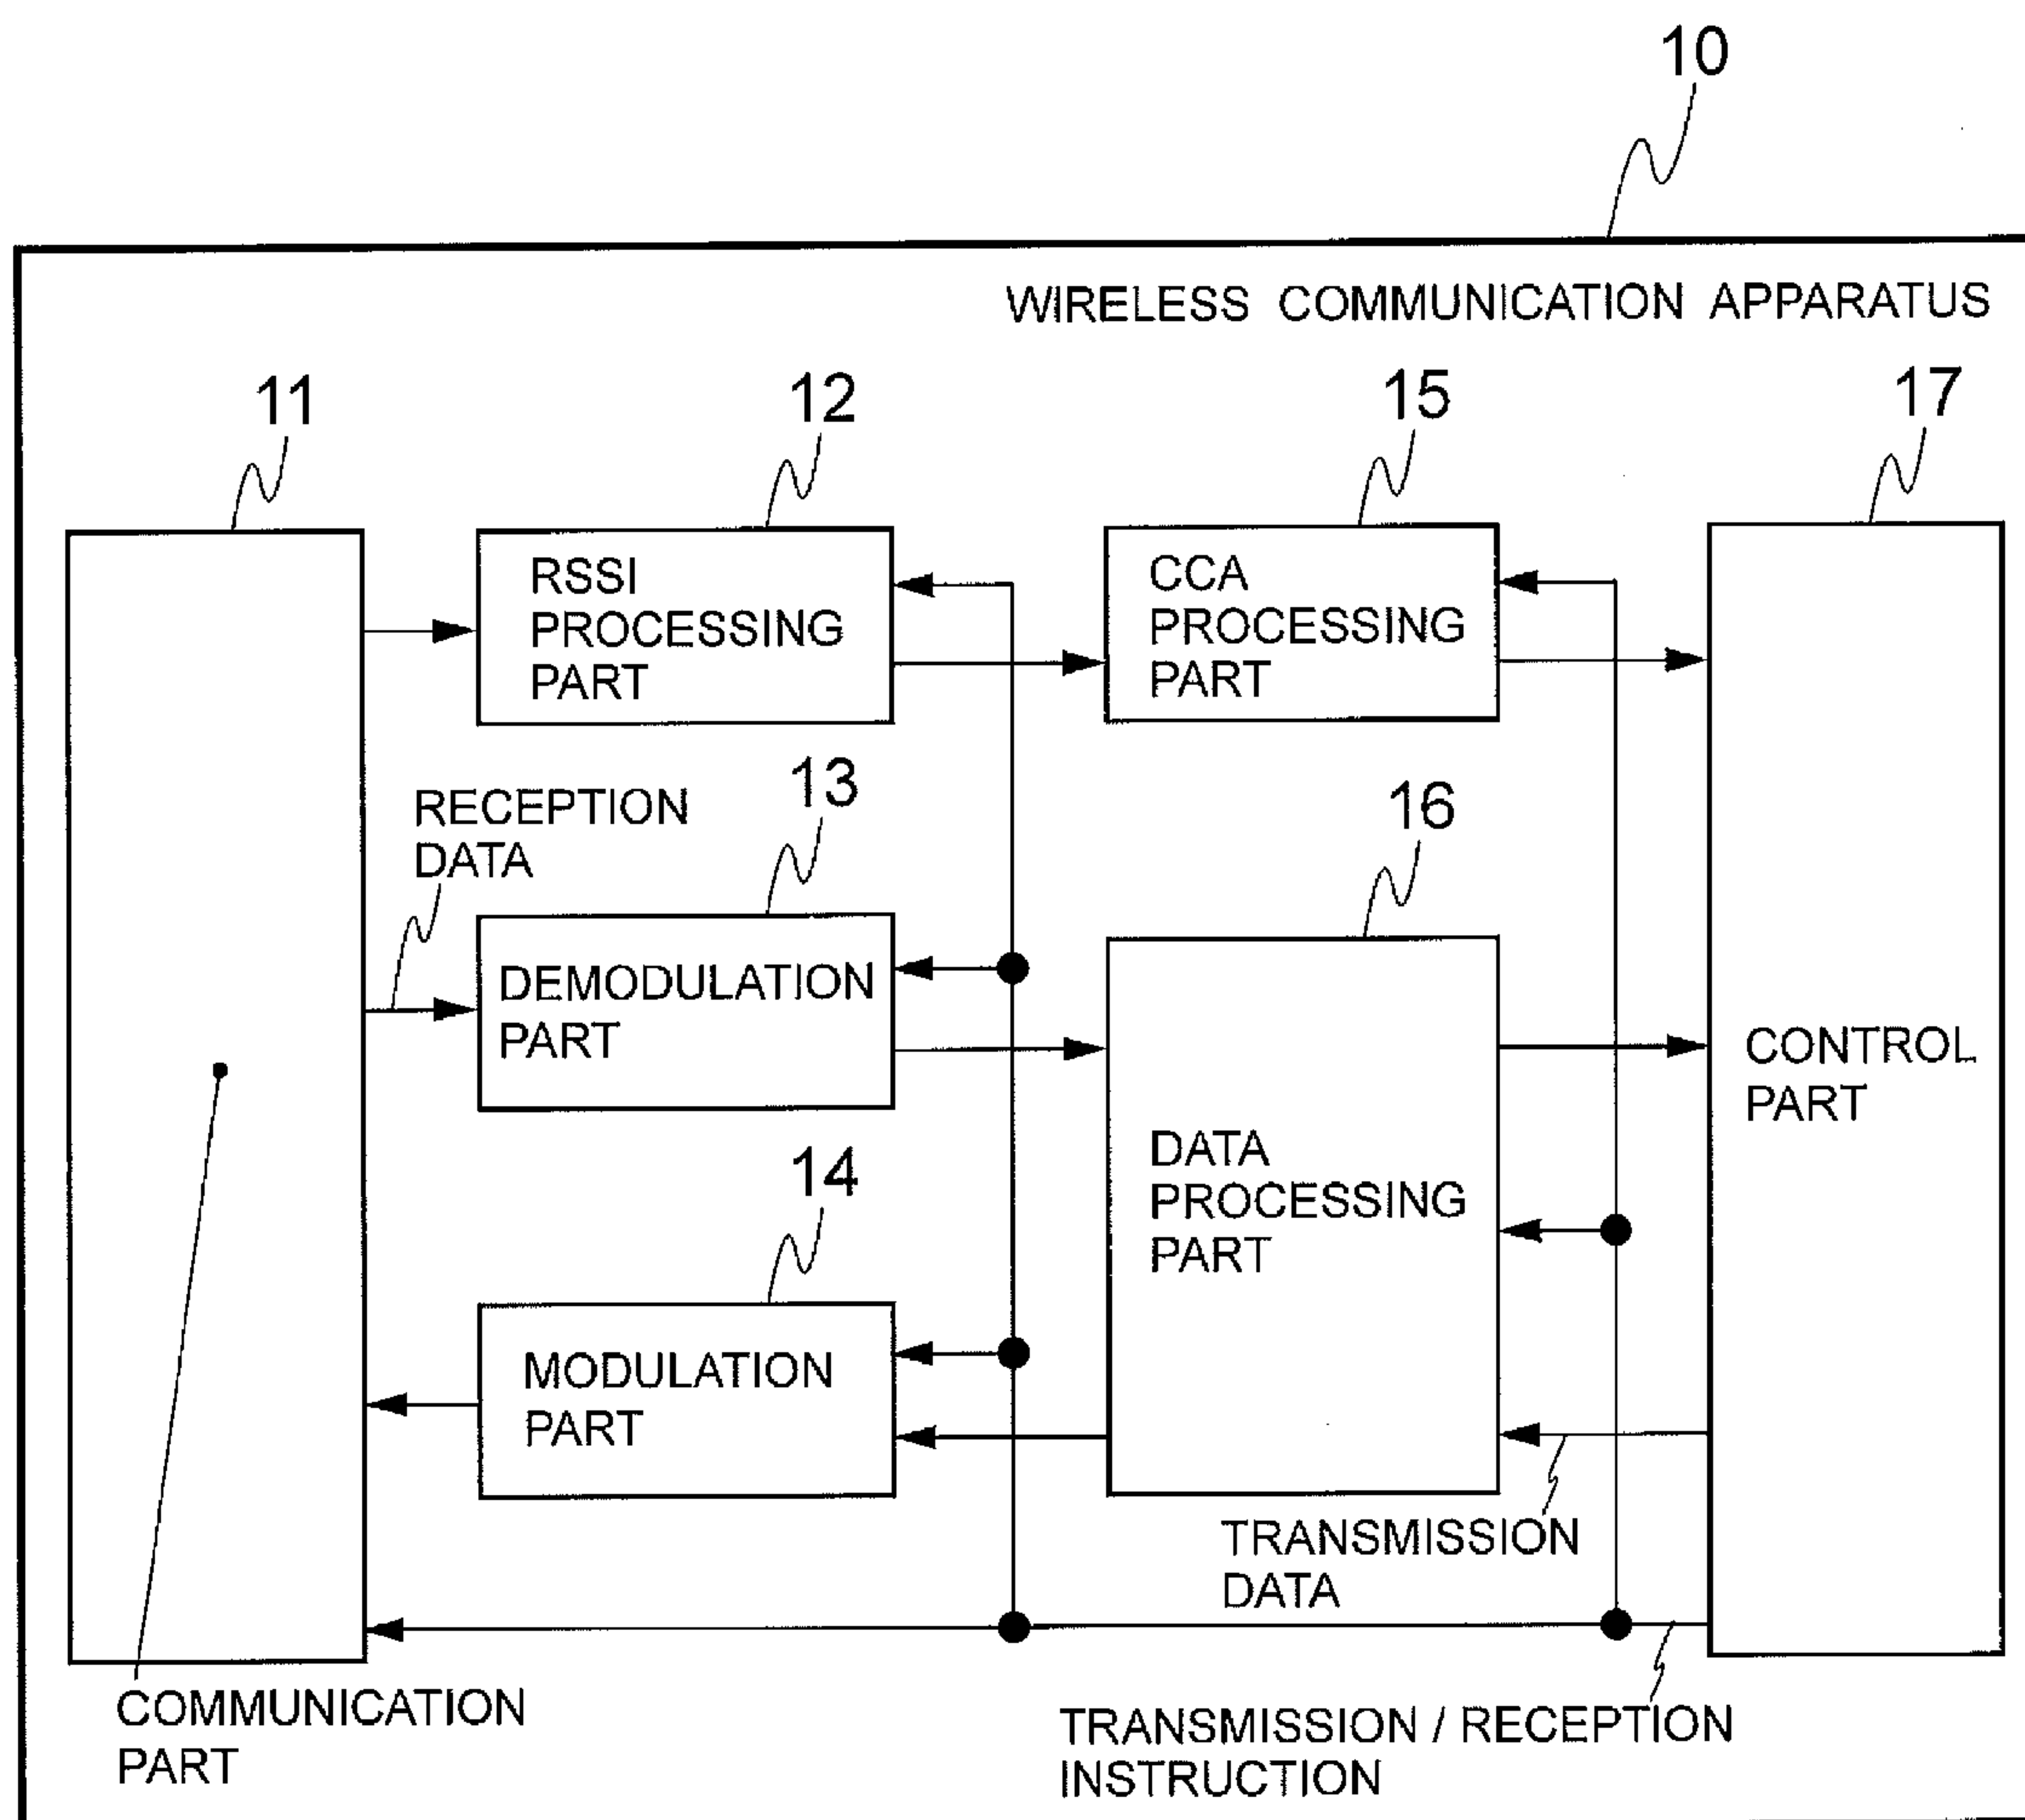 10
WIRELESS COMMUNICATION APPARATUS
11
12
15
17
RSSI
PROCESSING
PART
CCA
PROCESSING
PART
RECEPTION
DATA
13
16
DEMODULATION
PART
CONTROL
PART
DATA
PROCESSING
PART
14
MODULATION
PART
TRANSMISSION
DATA
COMMUNICATION
PART
TRANSMISSION / RECEPTION
INSTRUCTION